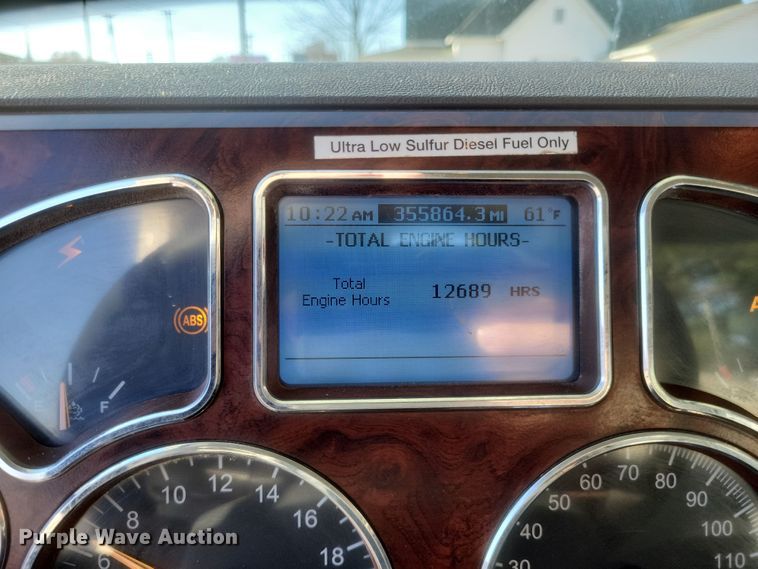 Ultra Low Sulfur Diesel Fuel Only
10:22 AM 355864.3 MI 61°F
-TOTAL ENGINE HOURS-
Total
Engine Hours 12689 HRS
ABS
E F
6 8 10 12 14 16 18
30 40 50 60 70 80 90 100 110
Purple Wave Auction